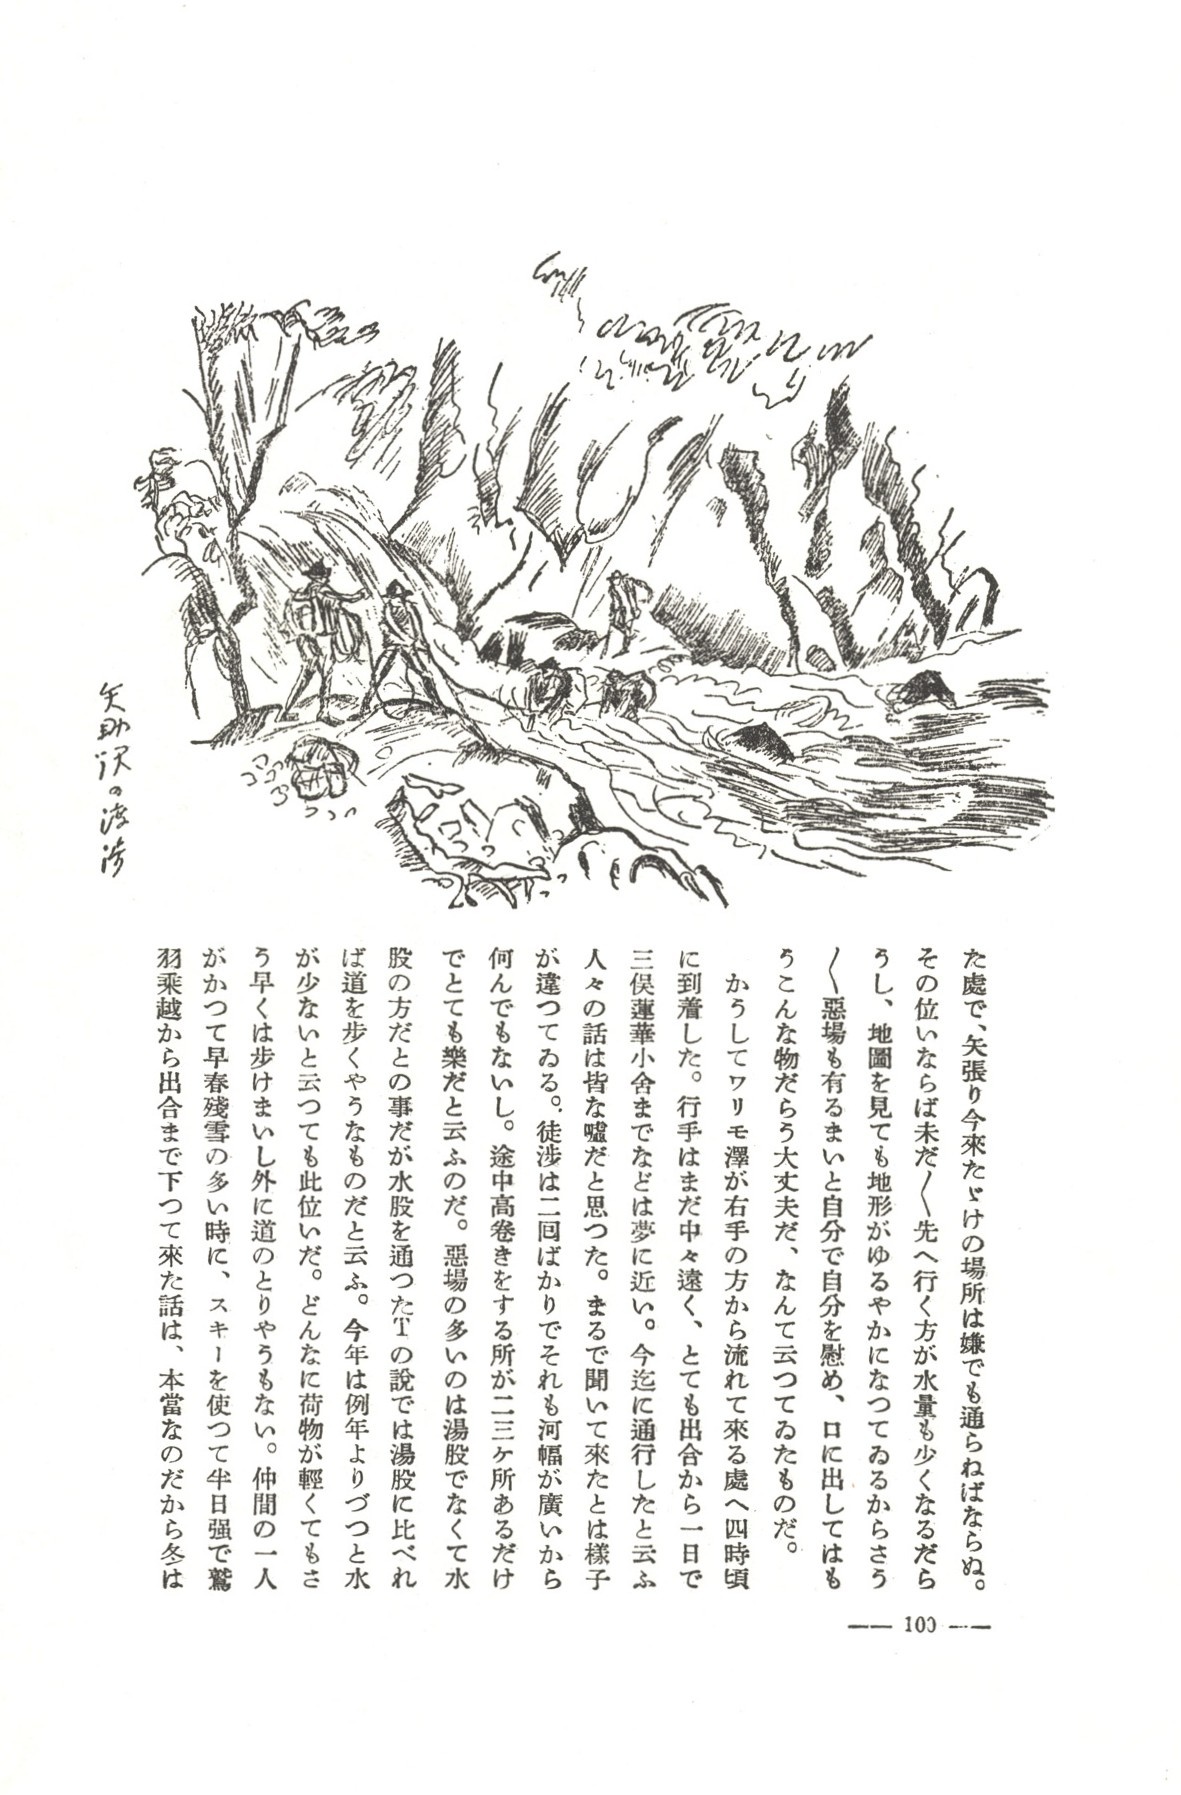 矢助沢の渡渉
た處で、矢張り今來たゞけの場所は嫌でも通らねばならぬ。
その位いならば未だ〱先へ行く方が水量も少くなるだら
うし、地圖を見ても地形がゆるやかになつてゐるからさう
〱惡場も有るまいと自分で自分を慰め、口に出してはも
うこんな物だらう大丈夫だ、なんて云つてゐたものだ。
かうしてワリモ澤が右手の方から流れて來る處へ四時頃
に到着した。行手はまだ中々遠く、とても出合から一日で
三俣蓮華小舍までなどは夢に近い。今迄に通行したと云ふ
人々の話は皆な噓だと思つた。まるで聞いて來たとは樣子
が違つてゐる。徒渉は二回ばかりでそれも河幅が廣いから
何んでもないし。途中高卷きをする所が二三ヶ所あるだけ
でとても樂だと云ふのだ。惡場の多いのは湯股でなくて水
股の方だとの事だが水股を通つたTの說では湯股に比べれ
ば道を歩くやうなものだと云ふ。今年は例年よりづつと水
が少ないと云つても此位いだ。どんなに荷物が輕くてもさ
う早くは歩けまいし外に道のとりやうもない。仲間の一人
がかつて早春殘雪の多い時に、スキーを使つて半日强で鷲
羽乘越から出合まで下つて來た話は、本當なのだから冬は
—— 100 ——